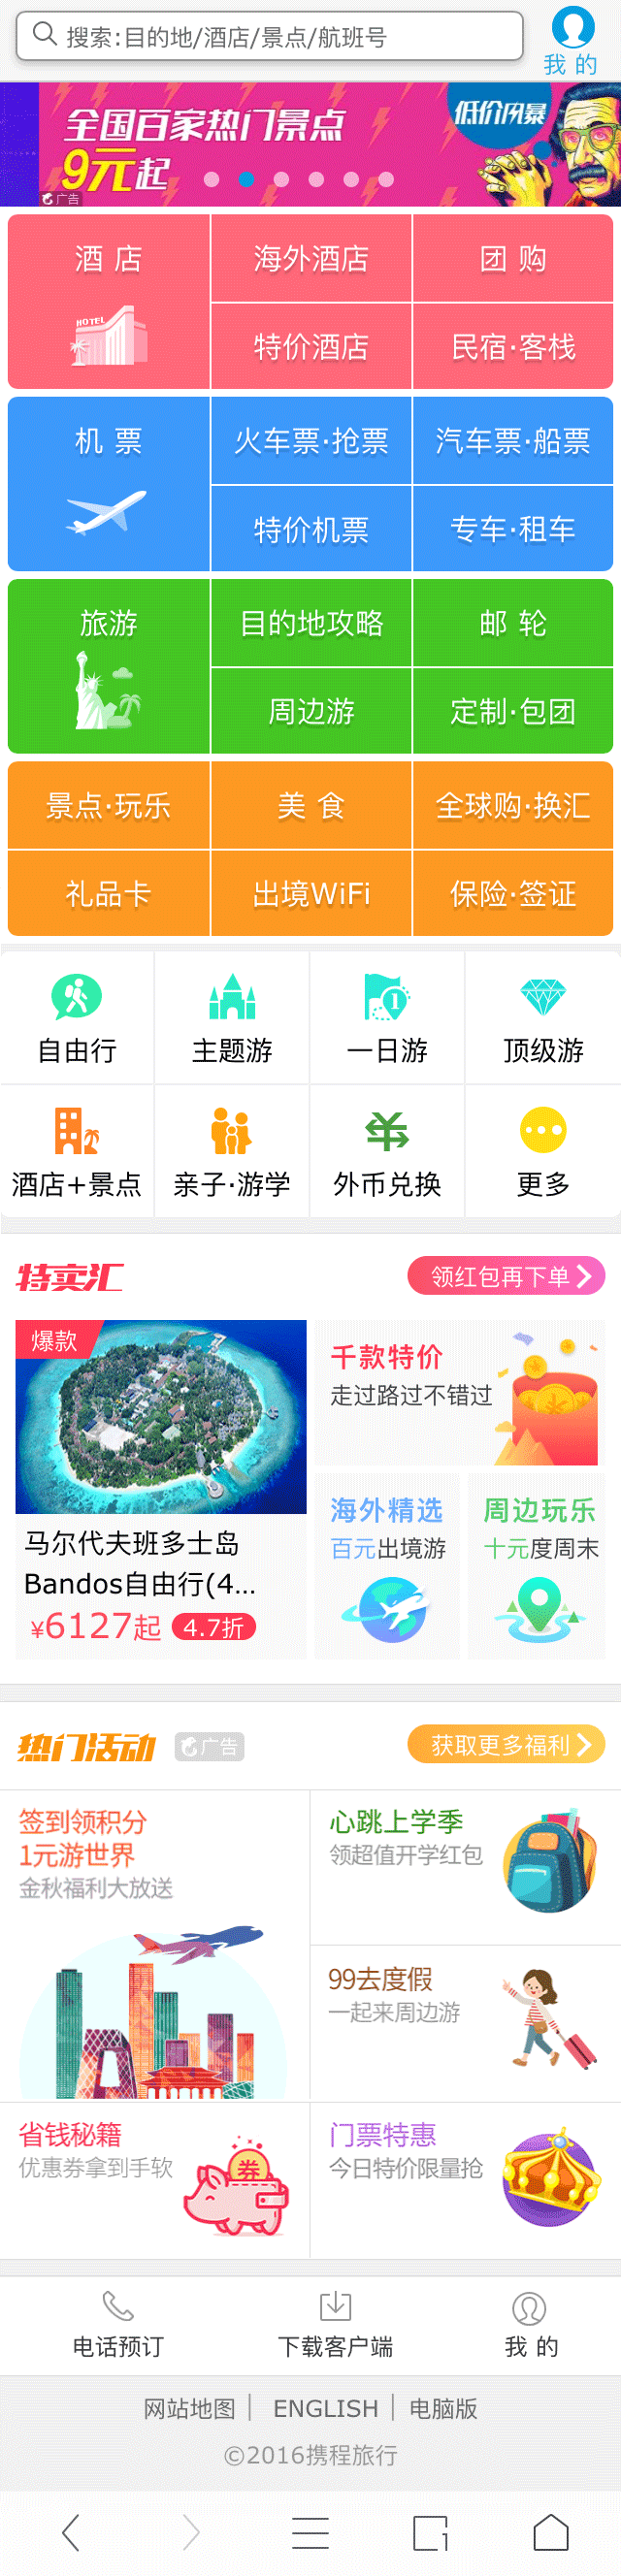 搜索:目的地/酒店/景点/航班号
我 的
全国百家热门景点
9元起
低价风暴
广告
酒 店
海外酒店
团 购
HOTEL
特价酒店
民宿·客栈
机 票
火车票·抢票
汽车票·船票
特价机票
专车·租车
旅游
目的地攻略
邮 轮
周边游
定制·包团
景点·玩乐
美 食
全球购·换汇
礼品卡
出境WiFi
保险·签证
1
自由行
主题游
一日游
顶级游
酒店+景点
亲子·游学
外币兑换
更多
特卖汇
领红包再下单
爆款
千款特价
走过路过不错过
海外精选
周边玩乐
百元出境游
十元度周末
马尔代夫班多士岛
Bandos自由行(4...
¥6127起 4.7折
热门活动
广告
获取更多福利
签到领积分
1元游世界
金秋福利大放送
心跳上学季
领超值开学红包
99去度假
一起来周边游
省钱秘籍
优惠券拿到手软
券
门票特惠
今日特价限量抢
电话预订
下载客户端
我 的
网站地图 | ENGLISH | 电脑版
©2016携程旅行
1